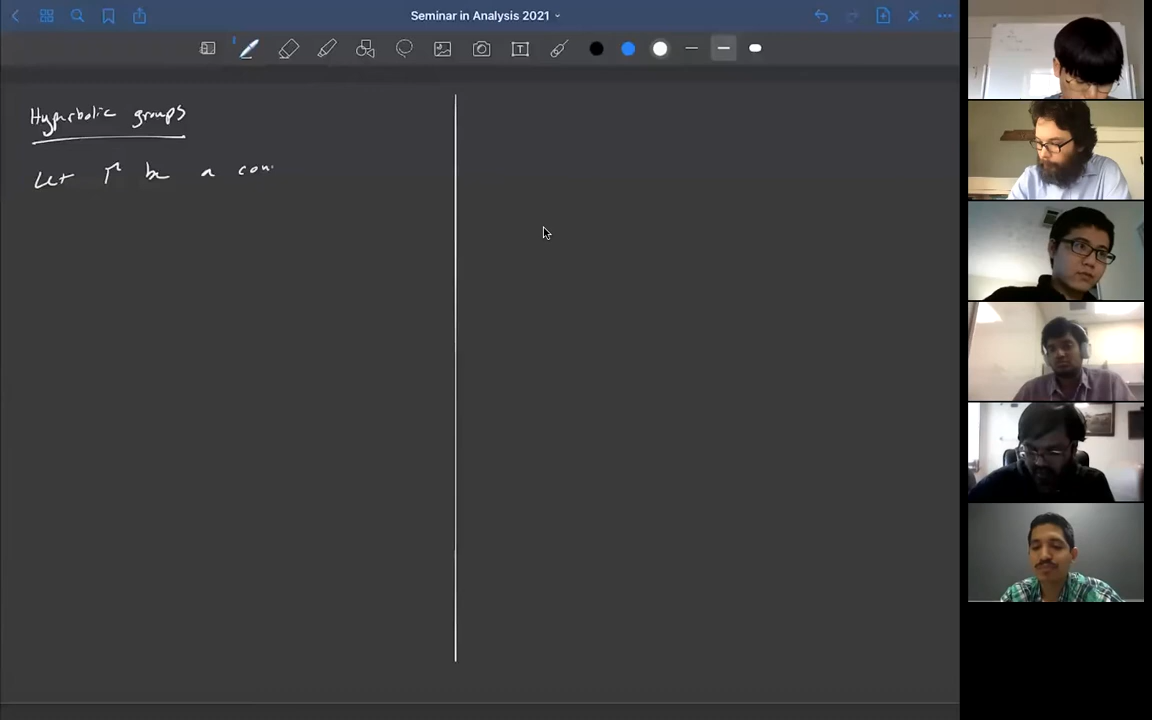 Seminar in Analysis 2021
Hyperbolic groups
Let Γ be a con